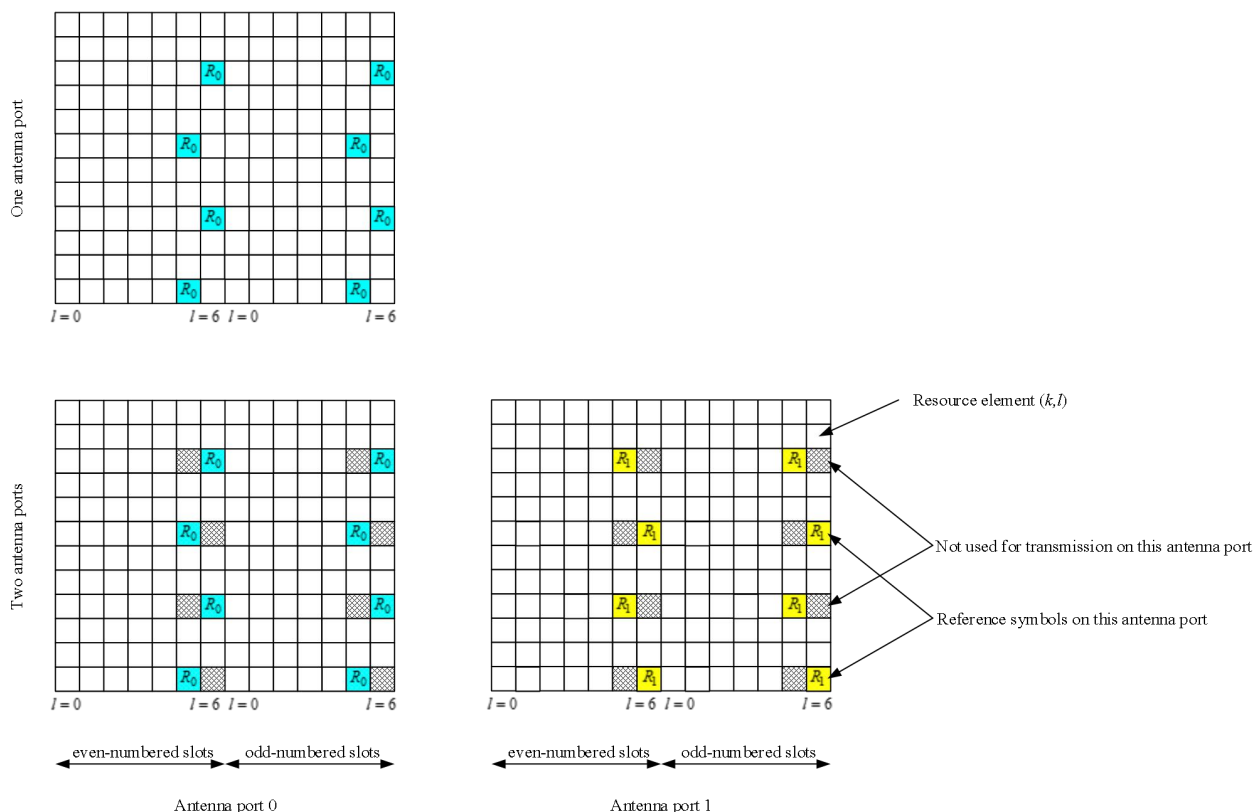 One antenna port
R0 R0
R0 R0
R0 R0
R0 R0
l = 0 l = 6 l = 0 l = 6
Two antenna ports
Resource element (k,l)
R0 R0 R1 R1
R0 R0 R1 R1
Not used for transmission on this antenna port
R0 R0 R1 R1
Reference symbols on this antenna port
R0 R0 R1 R1
l = 0 l = 6 l = 0 l = 6 l = 0 l = 6 l = 0 l = 6
even-numbered slots odd-numbered slots even-numbered slots odd-numbered slots
Antenna port 0 Antenna port 1